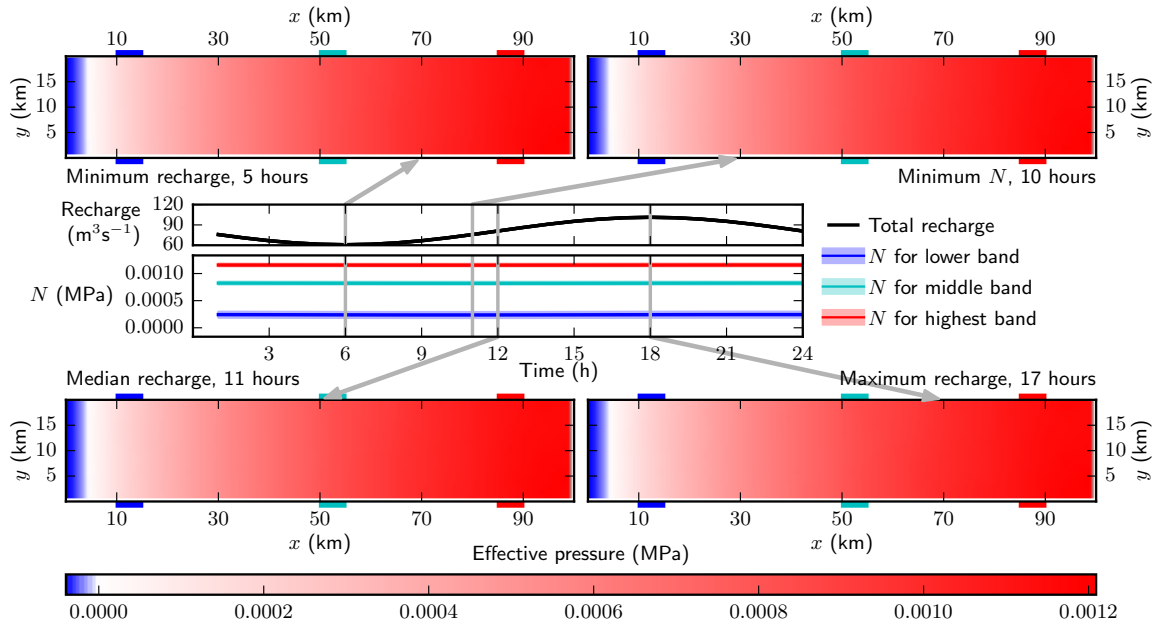 x (km)
x (km)
10 30 50 70 90
10 30 50 70 90
y (km)
15
10
5
15
10
5
y (km)
Minimum recharge, 5 hours
Minimum N, 10 hours
Recharge
(m³s⁻¹)
120
90
60
Total recharge
N for lower band
N for middle band
N for highest band
N (MPa)
0.0010
0.0005
0.0000
3 6 9 12 15 18 21 24
Time (h)
Median recharge, 11 hours
Maximum recharge, 17 hours
y (km)
15
10
5
15
10
5
y (km)
10 30 50 70 90
10 30 50 70 90
x (km)
x (km)
Effective pressure (MPa)
0.0000 0.0002 0.0004 0.0006 0.0008 0.0010 0.0012